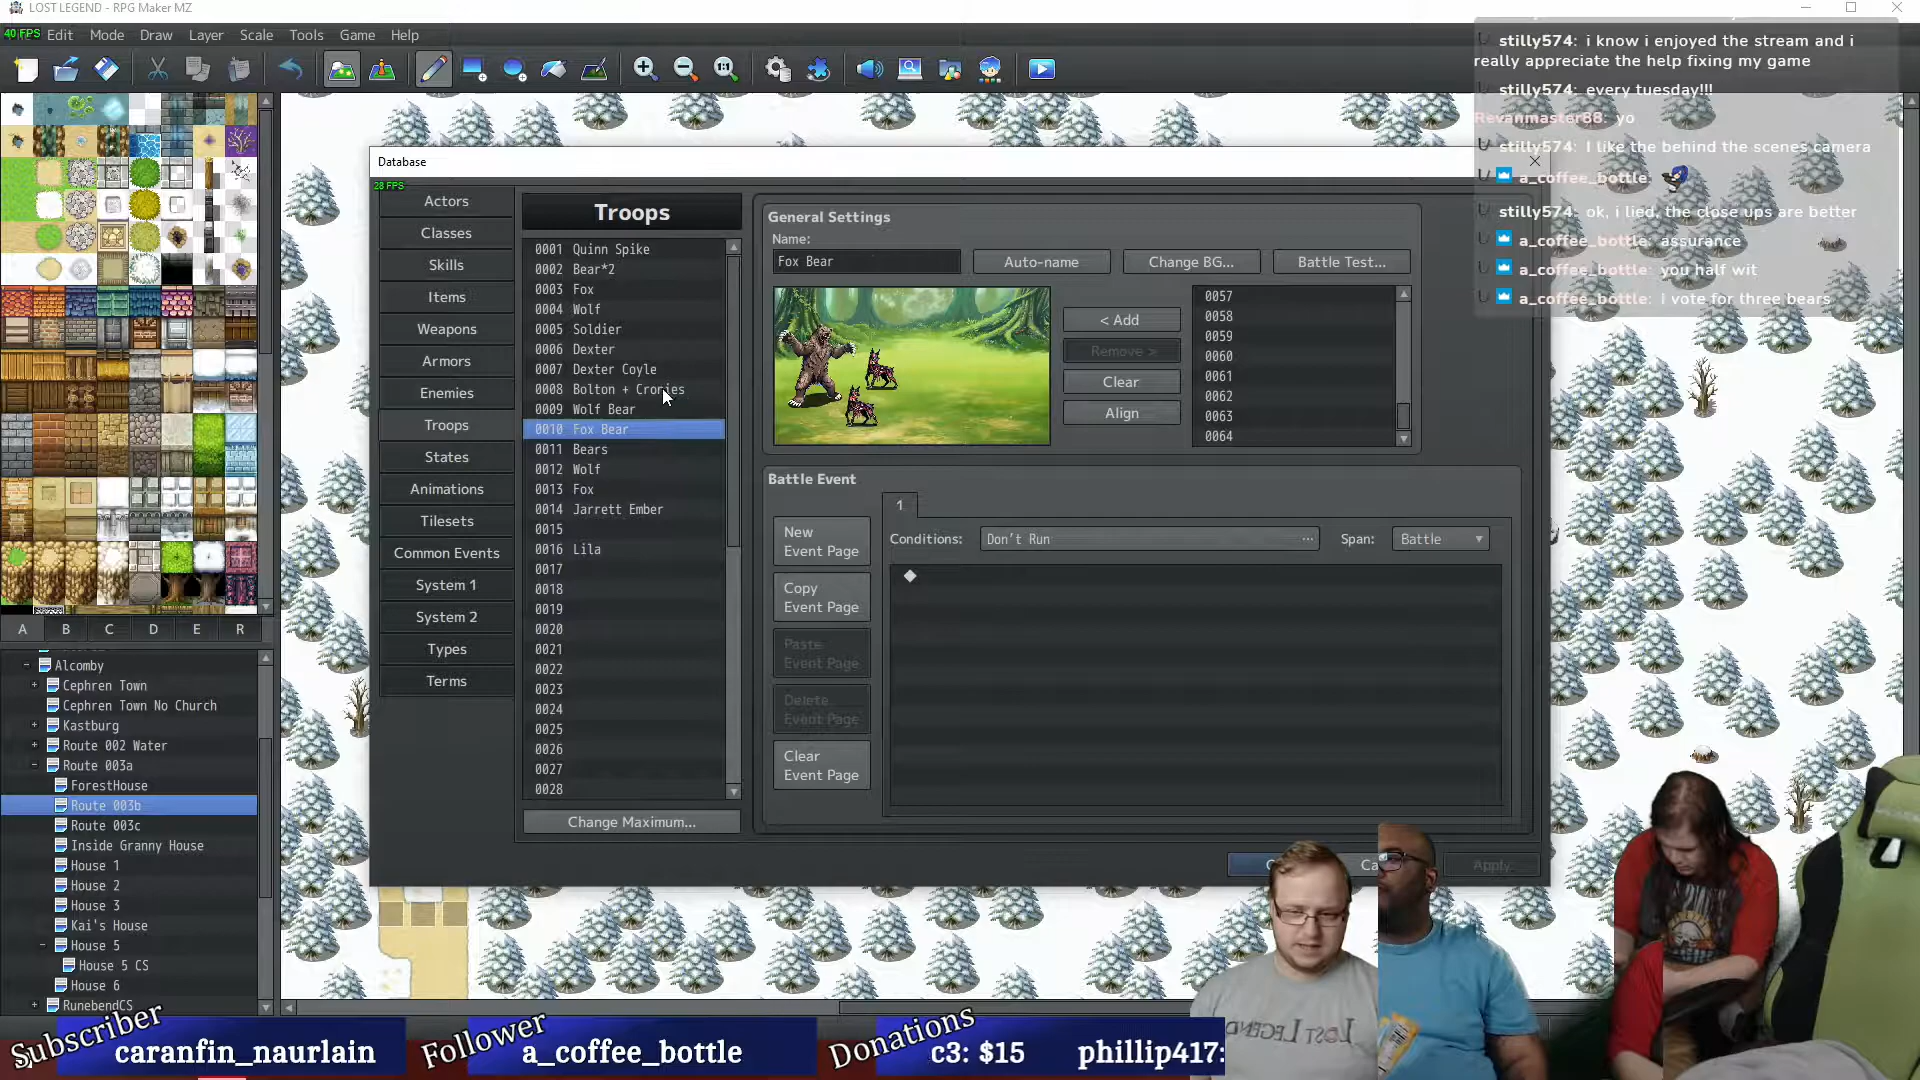 LOST LEGEND - RPG Maker MZ
40 FPS
Edit Mode Draw Layer Scale Tools Game Help
1:1
stilly574: i know i enjoyed the stream and i
really appreciate the help fixing my game
stilly574: every tuesday!!!
Revanmaster88: yo
stilly574: I like the behind the scenes camera
a_coffee_bottle:
stilly574: ok, i lied, the close ups are better
a_coffee_bottle: assurance
a_coffee_bottle: you half wit
a_coffee_bottle: I vote for three bears
Database
28 FPS
Actors
Classes
Skills
Items
Weapons
Armors
Enemies
Troops
States
Animations
Tilesets
Common Events
System 1
System 2
Types
Terms
Troops
0001 Quinn Spike
0002 Bear*2
0003 Fox
0004 Wolf
0005 Soldier
0006 Dexter
0007 Dexter Coyle
0008 Bolton + Cronies
0009 Wolf Bear
0010 Fox Bear
0011 Bears
0012 Wolf
0013 Fox
0014 Jarrett Ember
0015
0016 Lila
0017
0018
0019
0020
0021
0022
0023
0024
0025
0026
0027
0028
Change Maximum...
General Settings
Name:
Fox Bear
Auto-name
Change BG...
Battle Test...
< Add
Remove >
Clear
Align
0057
0058
0059
0060
0061
0062
0063
0064
Battle Event
1
New
Event Page
Copy
Event Page
Paste
Event Page
Delete
Event Page
Clear
Event Page
Conditions: Don't Run ...
Span: Battle
Apply
A B C D E R
Alcomby
Cephren Town
Cephren Town No Church
Kastburg
Route 002 Water
Route 003a
ForestHouse
Route 003b
Route 003c
Inside Granny House
House 1
House 2
House 3
Kai's House
House 5
House 5 CS
House 6
RunebendCS
Subscriber caranfin_naurlain
Follower a_coffee_bottle
Donations c3: $15 phillip417: